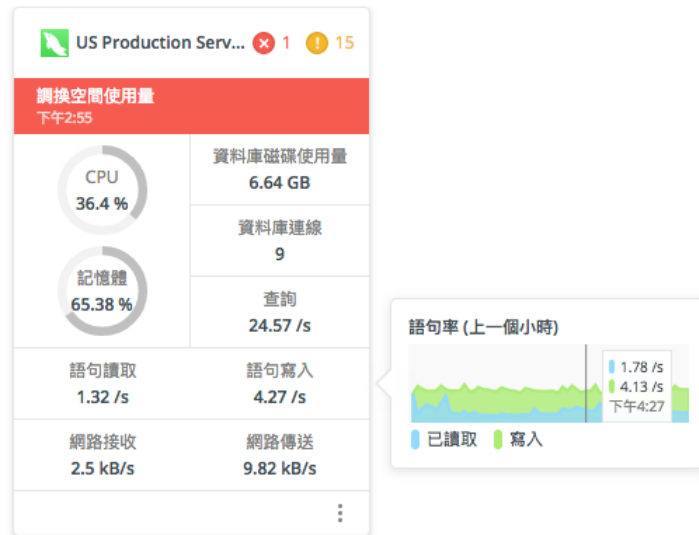 US Production Serv... 1 15
調換空間使用量
下午2:55
CPU
36.4 %
資料庫磁碟使用量
6.64 GB
資料庫連線
9
記憶體
65.38 %
查詢
24.57 /s
語句讀取
1.32 /s
語句寫入
4.27 /s
網路接收
2.5 kB/s
網路傳送
9.82 kB/s
語句率 (上一個小時)
1.78 /s
4.13 /s
下午4:27
已讀取 寫入